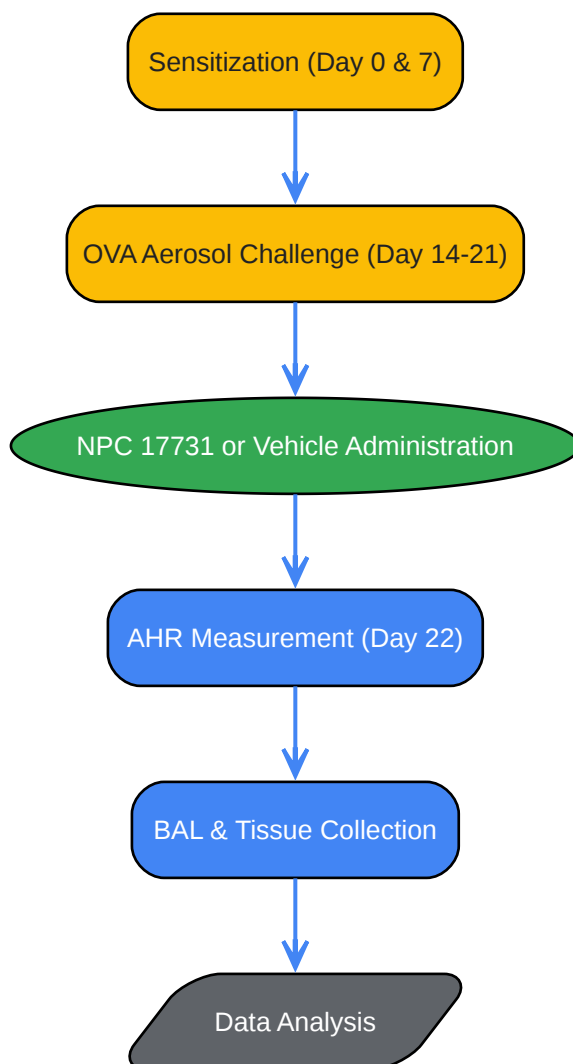 Sensitization (Day 0 & 7)
OVA Aerosol Challenge (Day 14-21)
NPC 17731 or Vehicle Administration
AHR Measurement (Day 22)
BAL & Tissue Collection
Data Analysis